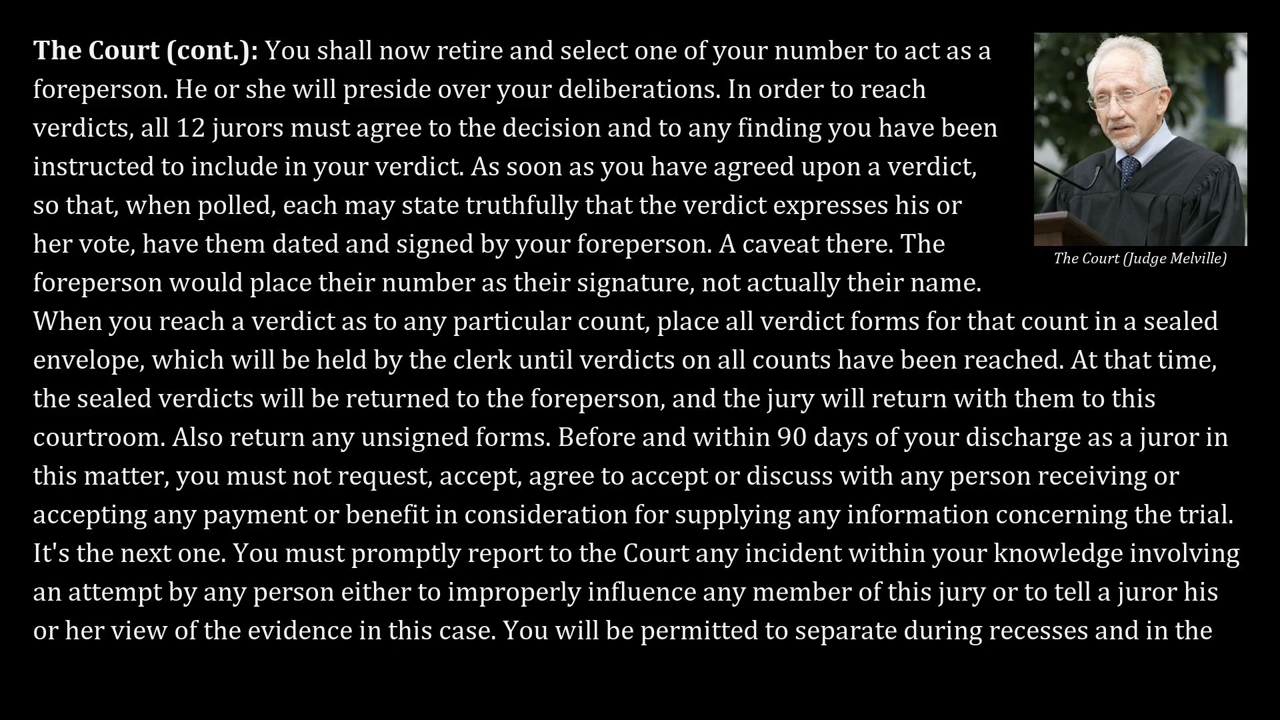 The Court (cont.): You shall now retire and select one of your number to act as a
foreperson. He or she will preside over your deliberations. In order to reach
verdicts, all 12 jurors must agree to the decision and to any finding you have been
instructed to include in your verdict. As soon as you have agreed upon a verdict,
so that, when polled, each may state truthfully that the verdict expresses his or
her vote, have them dated and signed by your foreperson. A caveat there. The
foreperson would place their number as their signature, not actually their name.
When you reach a verdict as to any particular count, place all verdict forms for that count in a sealed
envelope, which will be held by the clerk until verdicts on all counts have been reached. At that time,
the sealed verdicts will be returned to the foreperson, and the jury will return with them to this
courtroom. Also return any unsigned forms. Before and within 90 days of your discharge as a juror in
this matter, you must not request, accept, agree to accept or discuss with any person receiving or
accepting any payment or benefit in consideration for supplying any information concerning the trial.
It's the next one. You must promptly report to the Court any incident within your knowledge involving
an attempt by any person either to improperly influence any member of this jury or to tell a juror his
or her view of the evidence in this case. You will be permitted to separate during recesses and in the
The Court (Judge Melville)